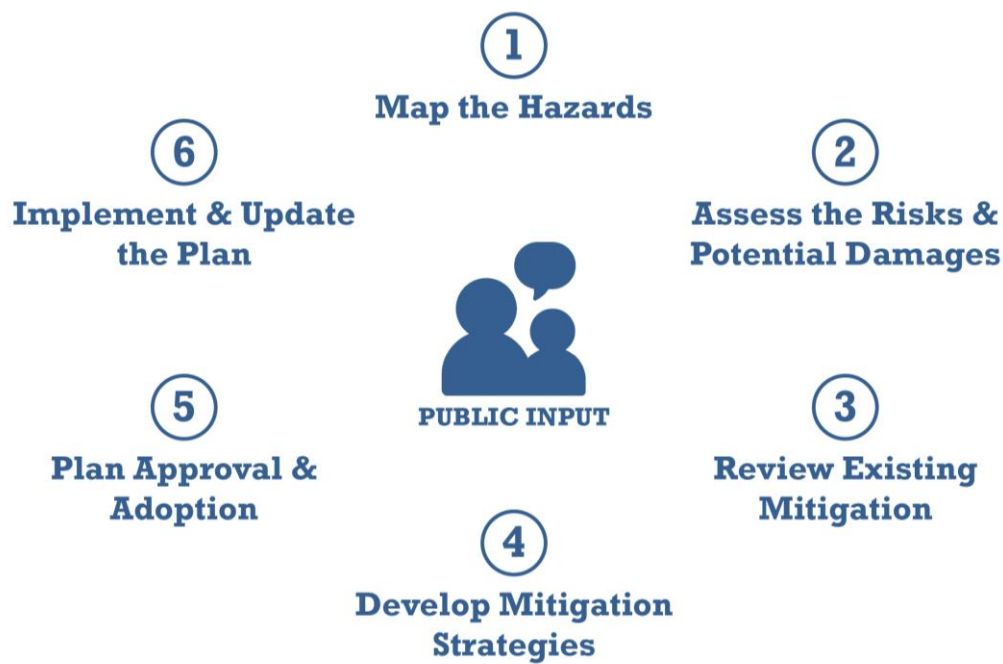 1
Map the Hazards
2
Assess the Risks &
Potential Damages
3
Review Existing
Mitigation
4
Develop Mitigation
Strategies
5
Plan Approval &
Adoption
6
Implement & Update
the Plan
PUBLIC INPUT